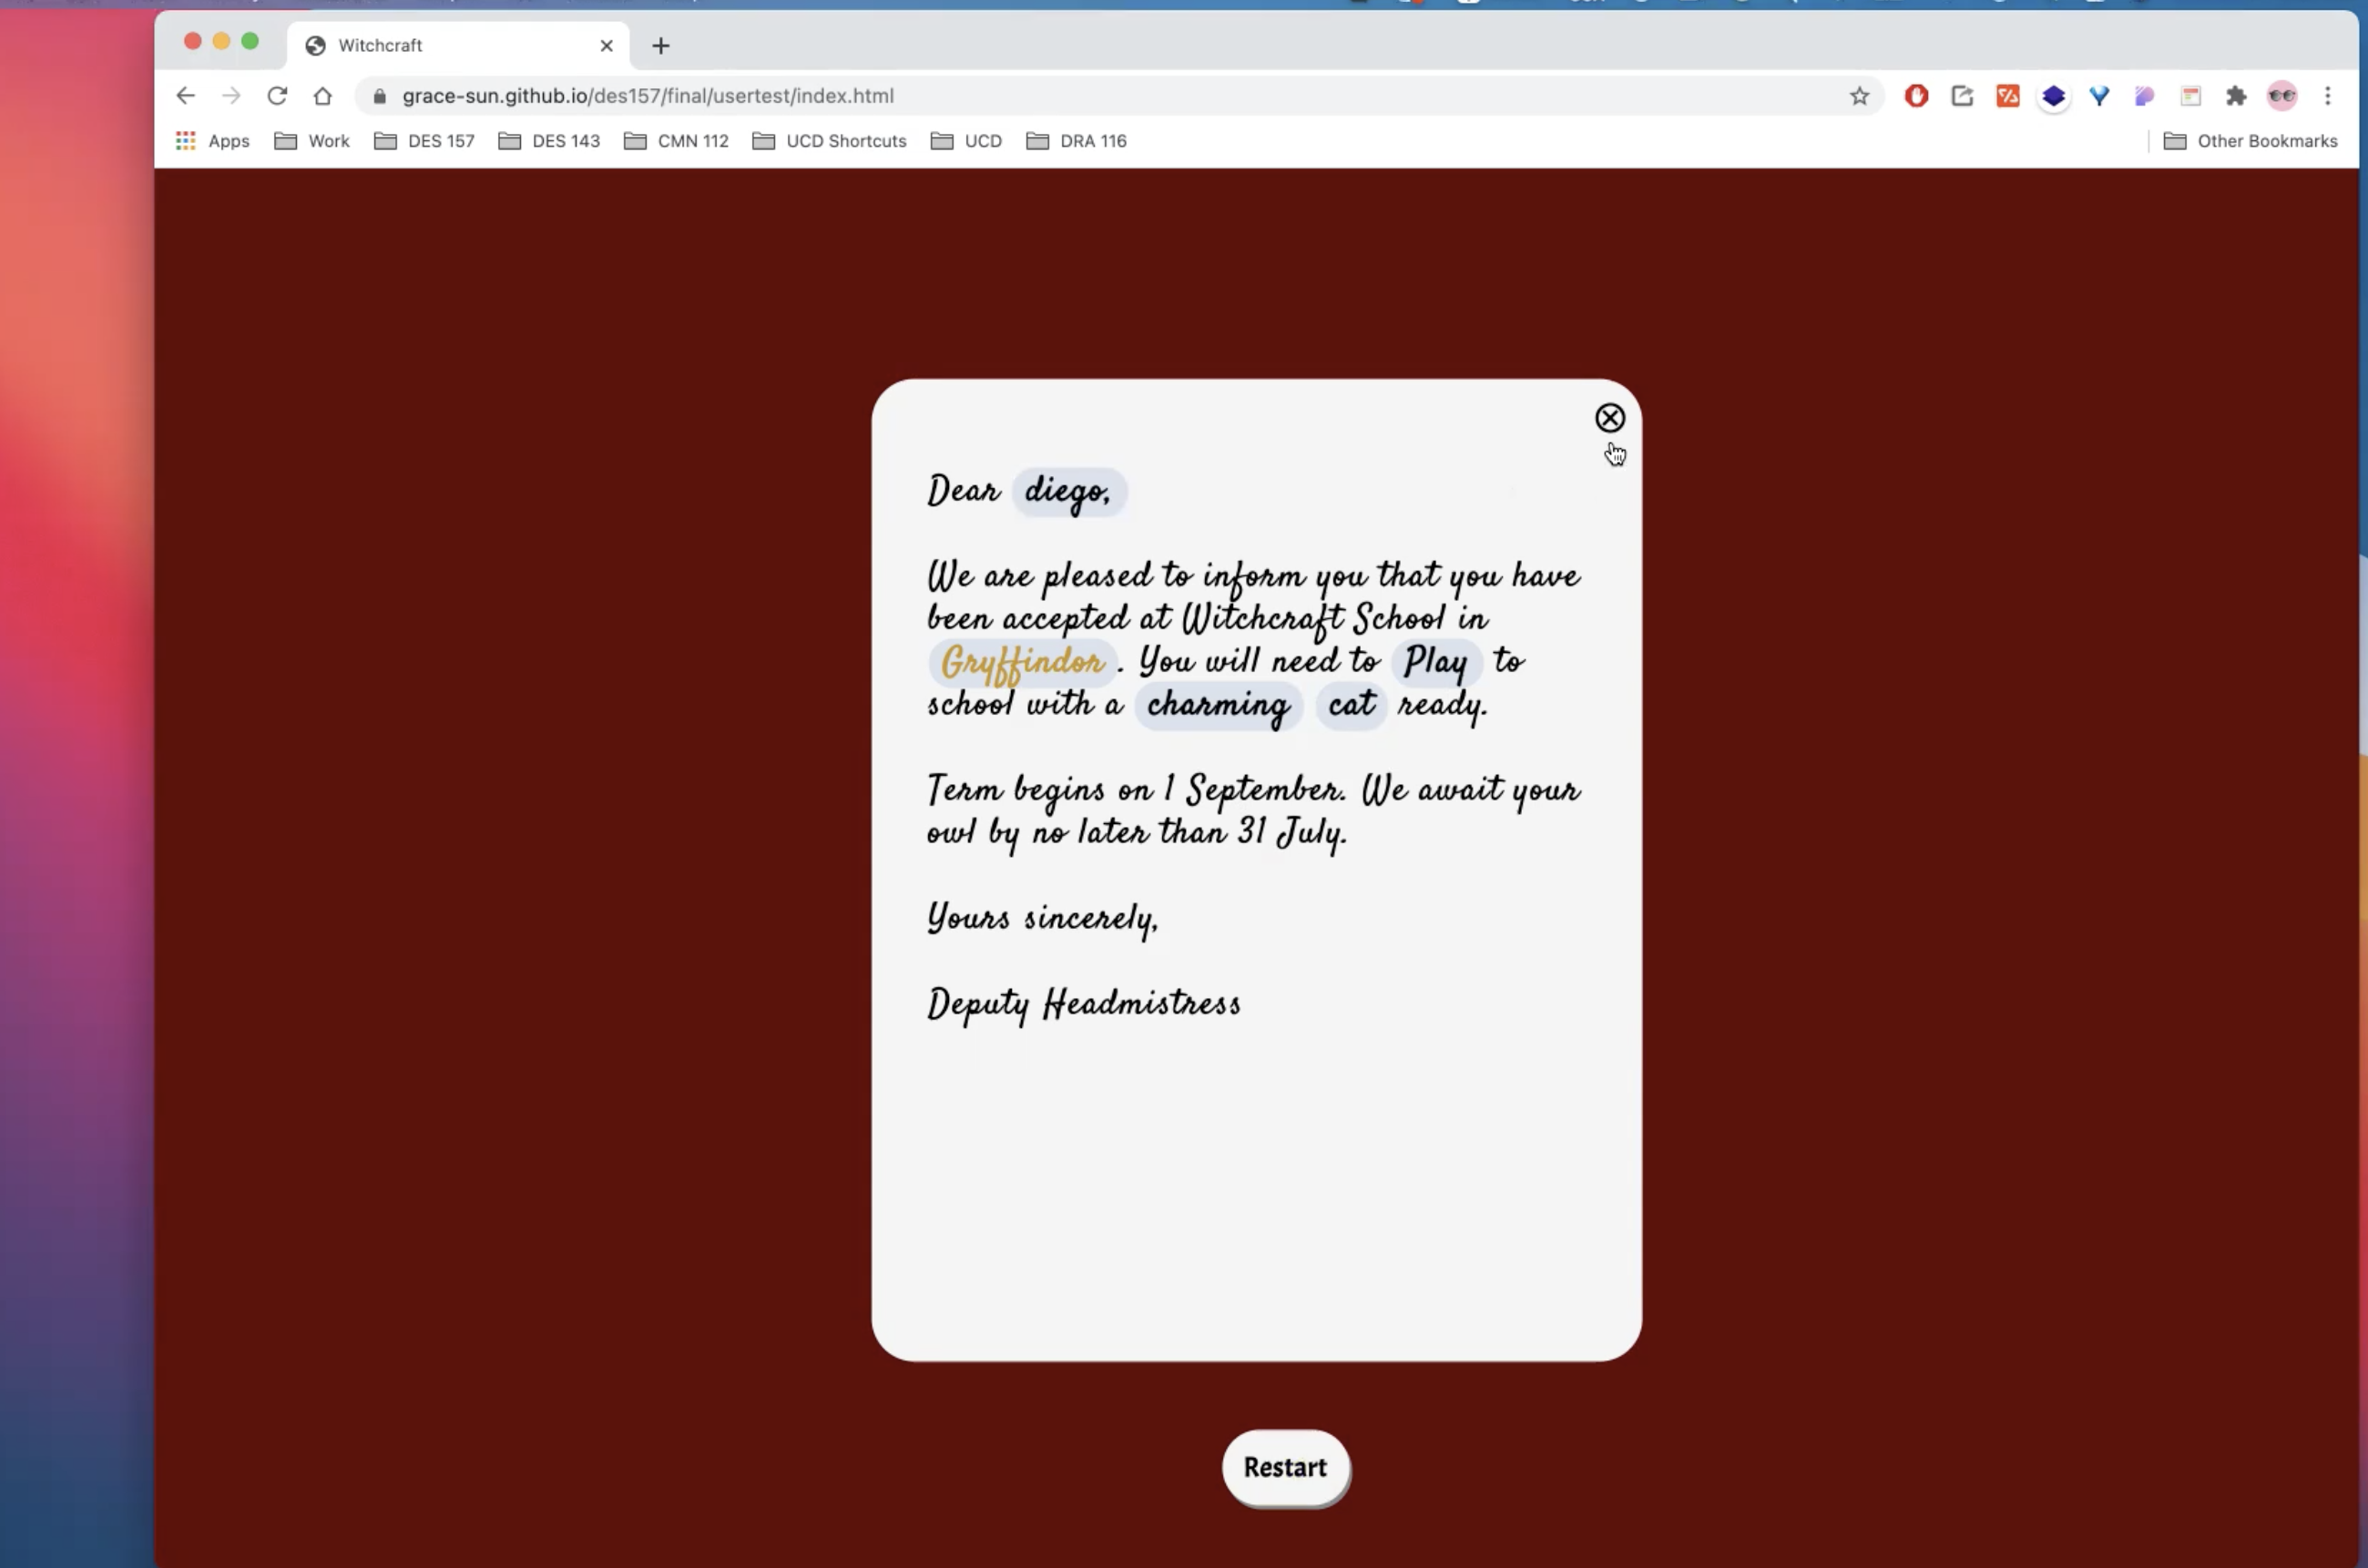 Witchcraft
grace-sun.github.io/des157/final/usertest/index.html
Apps Work DES 157 DES 143 CMN 112 UCD Shortcuts UCD DRA 116 Other Bookmarks
Dear diego,
We are pleased to inform you that you have
been accepted at Witchcraft School in
Gryffindor . You will need to Play to
school with a charming cat ready.
Term begins on 1 September. We await your
owl by no later than 31 July.
Yours sincerely,
Deputy Headmistress
Restart